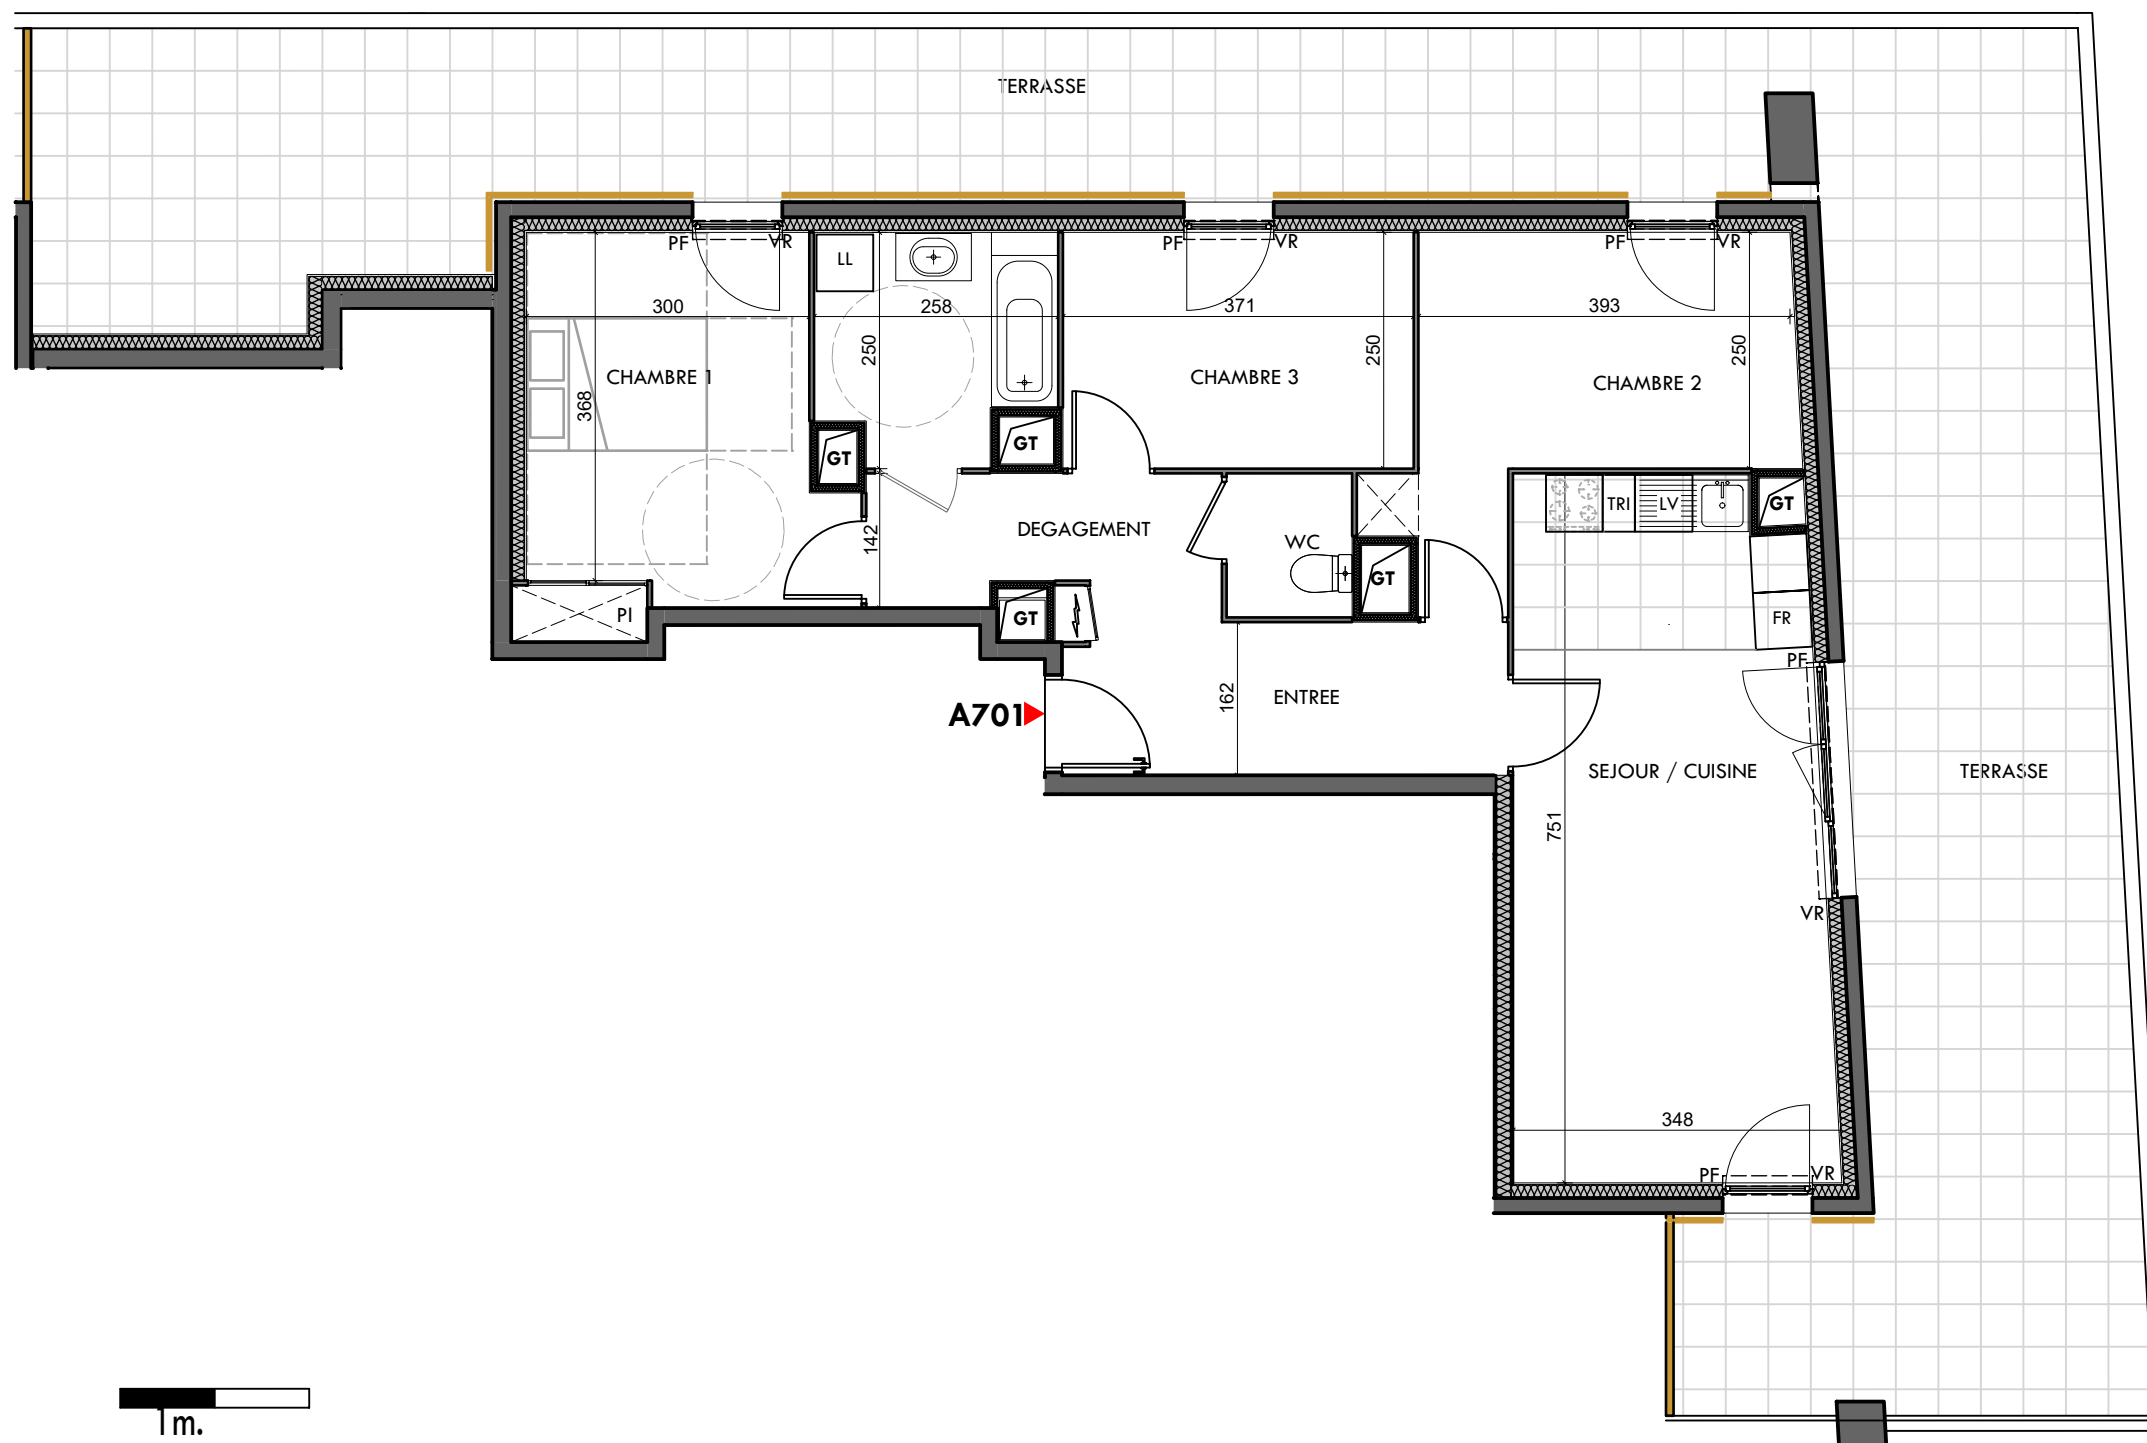 TERRASSE
PF
VR
LL
PF
VR
PF
VR
300
258
371
393
250
250
250
CHAMBRE 1
CHAMBRE 3
CHAMBRE 2
368
GT
GT
TRI
LV
GT
142
DEGAGEMENT
WC
GT
PI
GT
FR
PF
162
ENTREE
A701
SEJOUR / CUISINE
TERRASSE
751
VR
348
PF
VR
1m.